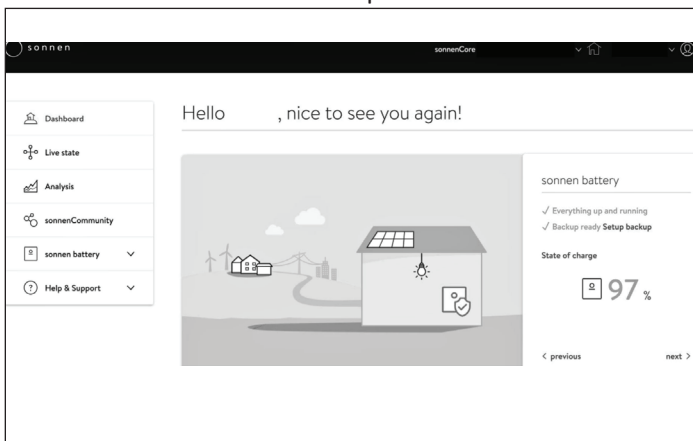 sonnen
sonnenCore
Dashboard
Live state
Analysis
sonnenCommunity
sonnen battery
Help & Support
Hello , nice to see you again!
sonnen battery
✓ Everything up and running
✓ Backup ready Setup backup
State of charge
97 %
< previous next >